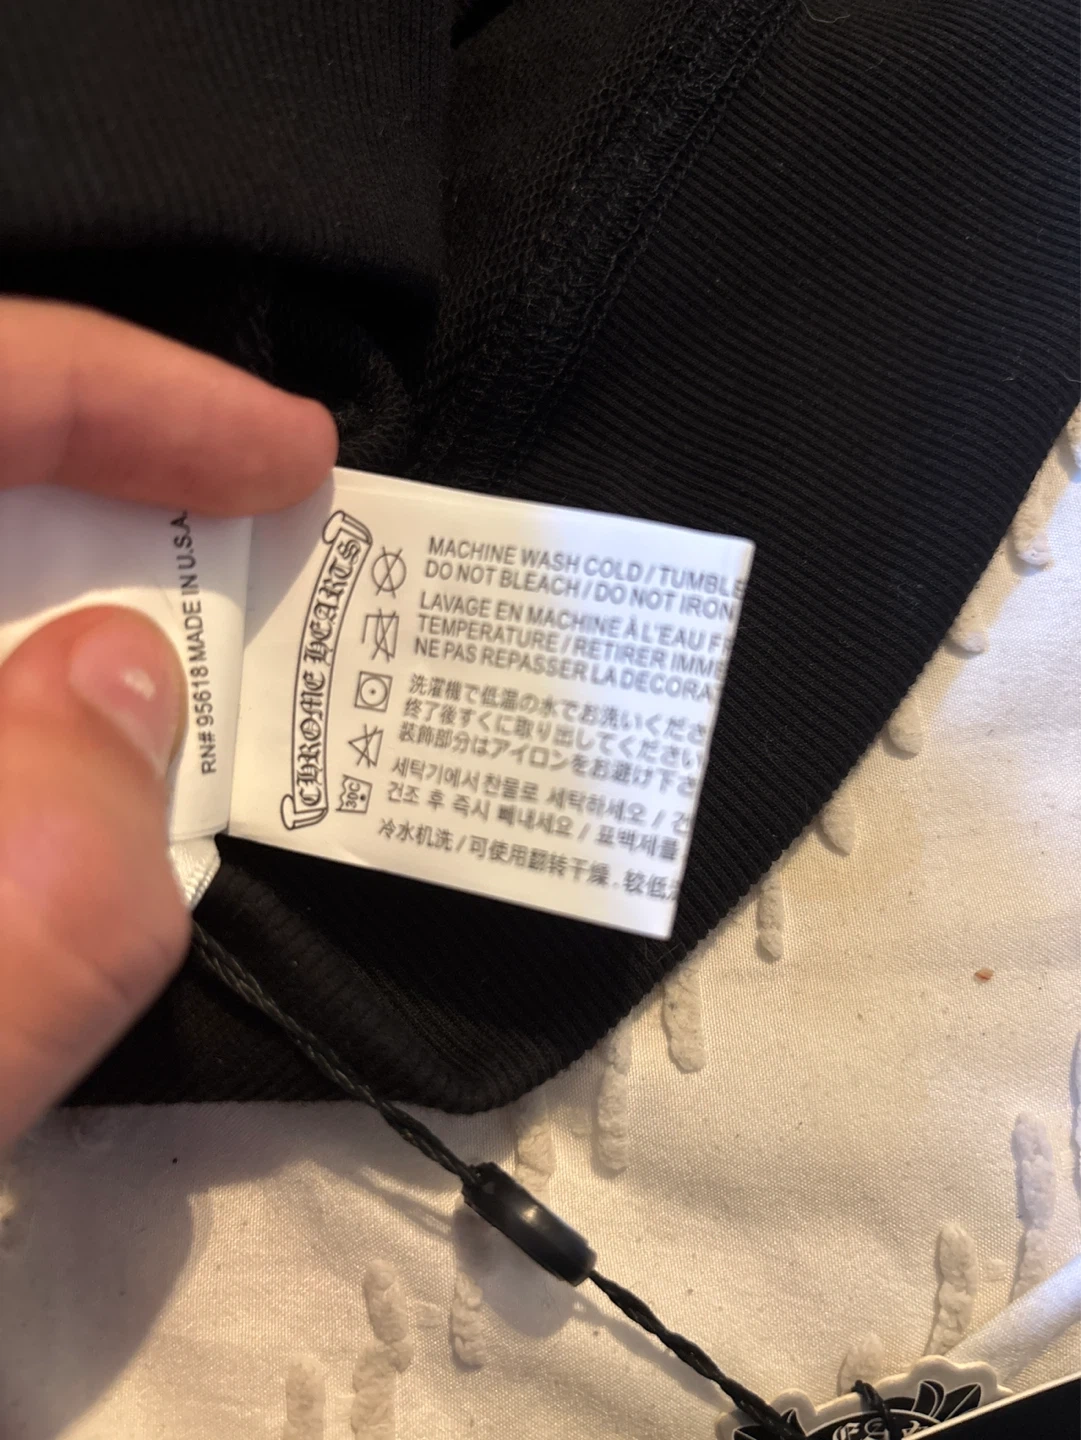 RN#95618 MADE IN U.S.A.
CHROME HEARTS
MACHINE WASH COLD / TUMBLE
DO NOT BLEACH / DO NOT IRON
LAVAGE EN MACHINE À L'EAU
TEMPERATURE / RETIRER IMME
NE PAS REPASSER LA DECORA
洗濯機で低温の水でお洗いくださ
終了後すぐに取り出してください
装飾部分はアイロンをお避け下さ
세탁기에서 찬물로 세탁하세요 / 건
건조 후 즉시 빼내세요 / 표백제를
冷水机洗 / 可使用翻转干燥 . 较低
30C